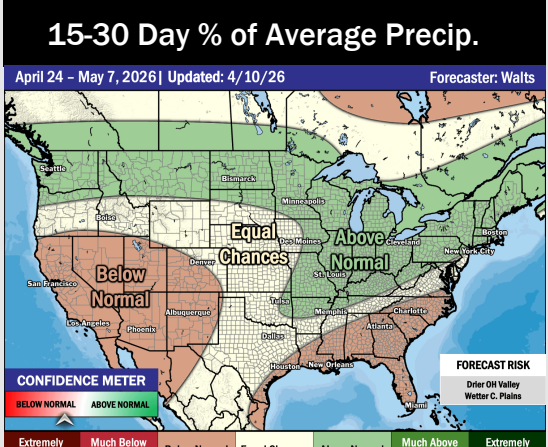 15-30 Day % of Average Precip.
April 24 – May 7, 2026| Updated: 4/10/26
Forecaster: Walts
Seattle
Bismarck
Minneapolis
Boise
Equal
Chances
Des Moines
Above
Normal
Cleveland
Boston
New York City
Denver
St. Louis
Below
Normal
San Francisco
Albuquerque
Tulsa
Memphis
Charlotte
Los Angeles
Phoenix
Dallas
Atlanta
Houston
New Orleans
Miami
CONFIDENCE METER
BELOW NORMAL
ABOVE NORMAL
FORECAST RISK
Drier OH Valley
Wetter C. Plains
Extremely
Much Below
Much Above
Extremely